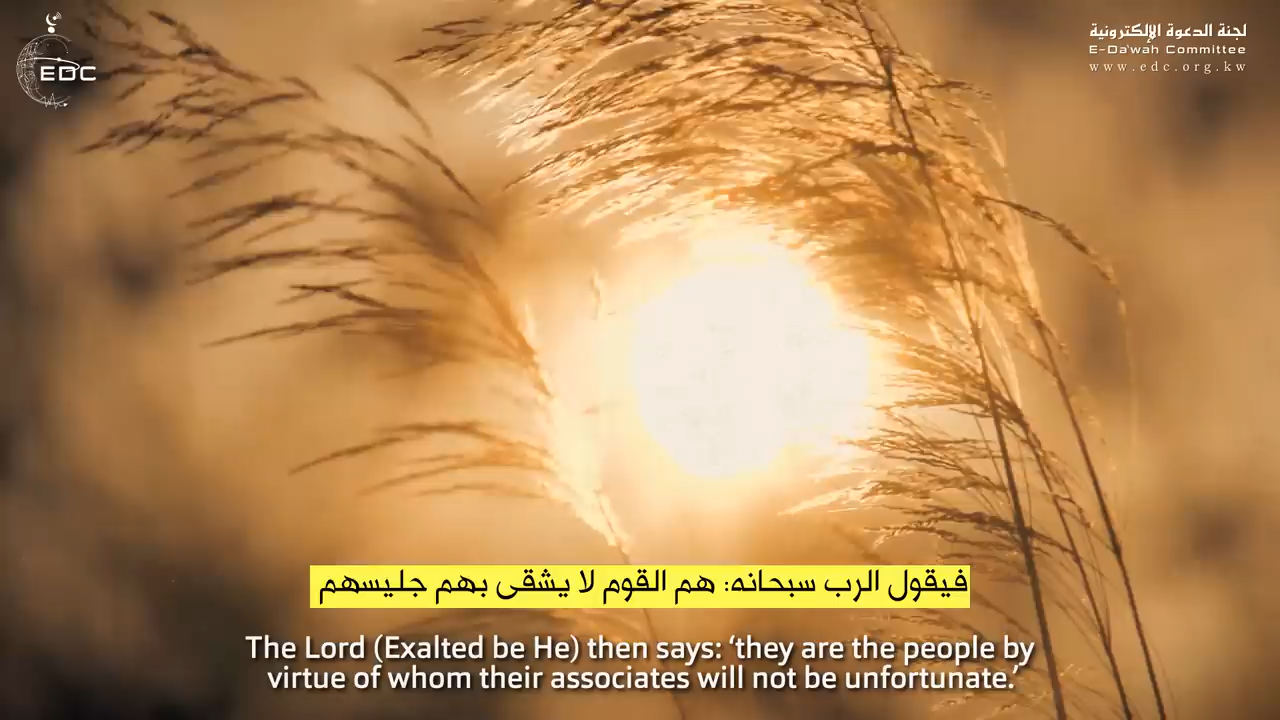 EDC
لجنة الدعوة الإلكترونية
E-Da'wah Committee
www.edc.org.kw
فيقول الرب سبحانه: هم القوم لا يشقى بهم جليسهم
The Lord (Exalted be He) then says: ‘they are the people by
virtue of whom their associates will not be unfortunate.’